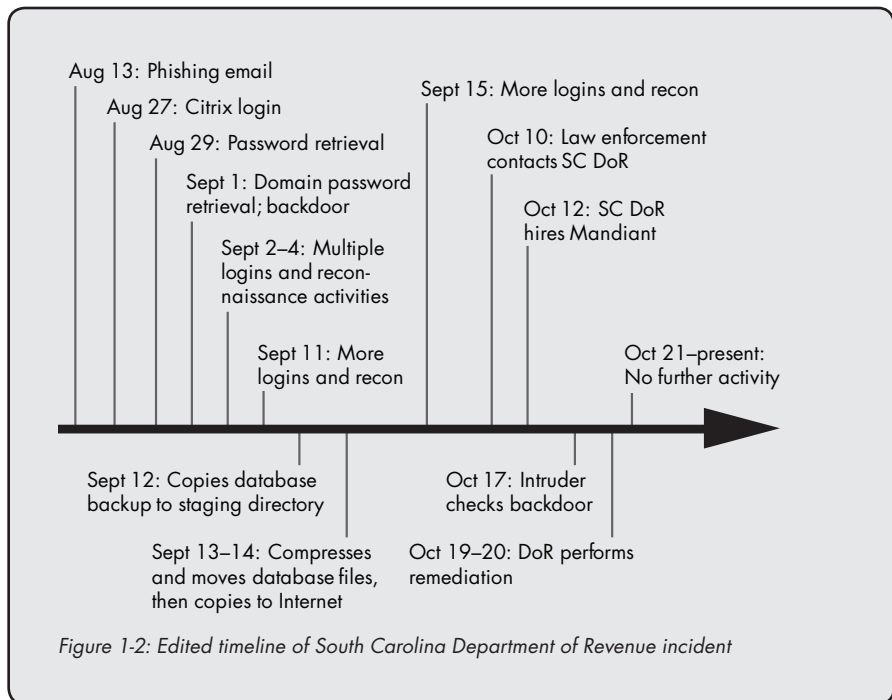 Aug 13: Phishing email
Aug 27: Citrix login
Aug 29: Password retrieval
Sept 1: Domain password
retrieval; backdoor
Sept 2–4: Multiple
logins and recon-
naissance activities
Sept 11: More
logins and recon
Sept 15: More logins and recon
Oct 10: Law enforcement
contacts SC DoR
Oct 12: SC DoR
hires Mandiant
Oct 21–present:
No further activity
Sept 12: Copies database
backup to staging directory
Sept 13–14: Compresses
and moves database files,
then copies to Internet
Oct 17: Intruder
checks backdoor
Oct 19–20: DoR performs
remediation
Figure 1-2: Edited timeline of South Carolina Department of Revenue incident